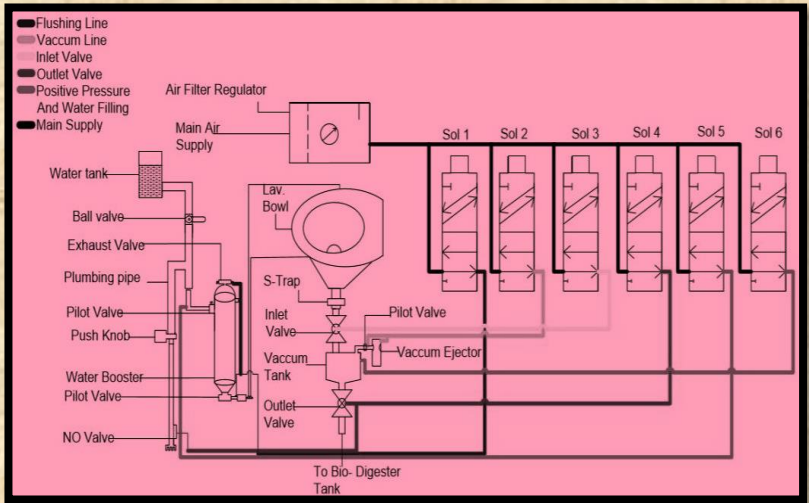 Flushing Line
Vaccum Line
Inlet Valve
Outlet Valve
Positive Pressure
And Water Filling
Main Supply
Air Filter Regulator
Main Air
Supply
Sol 1
Sol 2
Sol 3
Sol 4
Sol 5
Sol 6
Water tank
Lav.
Bowl
Ball valve
Exhaust Valve
Plumbing pipe
S-Trap
Pilot Valve
Inlet
Valve
Pilot Valve
Push Knob
Vaccum
Tank
Vaccum Ejector
Water Booster
Pilot Valve
Outlet
Valve
NO Valve
To Bio- Digester
Tank